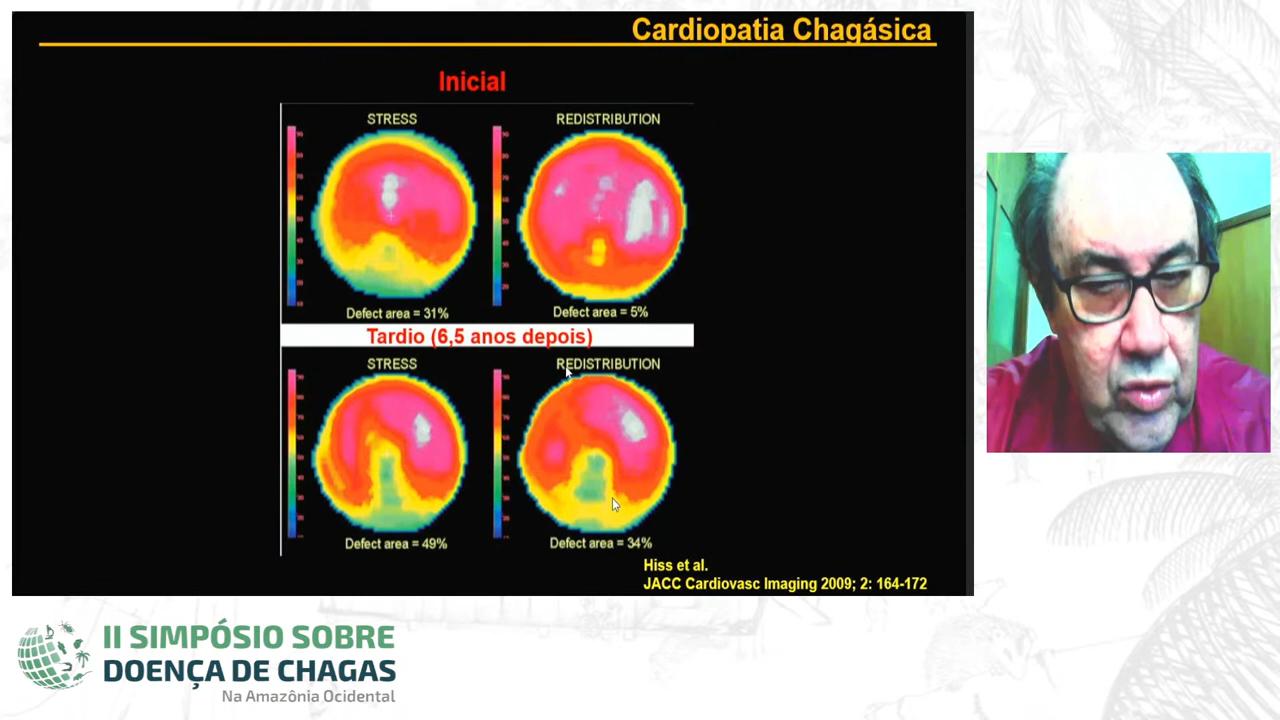 Cardiopatia Chagásica
Inicial
STRESS
REDISTRIBUTION
Defect area = 31%
Defect area = 5%
Tardio (6,5 anos depois)
STRESS
REDISTRIBUTION
Defect area = 49%
Defect area = 34%
Hiss et al.
JACC Cardiovasc Imaging 2009; 2: 164-172
II SIMPÓSIO SOBRE
DOENÇA DE CHAGAS
Na Amazônia Ocidental